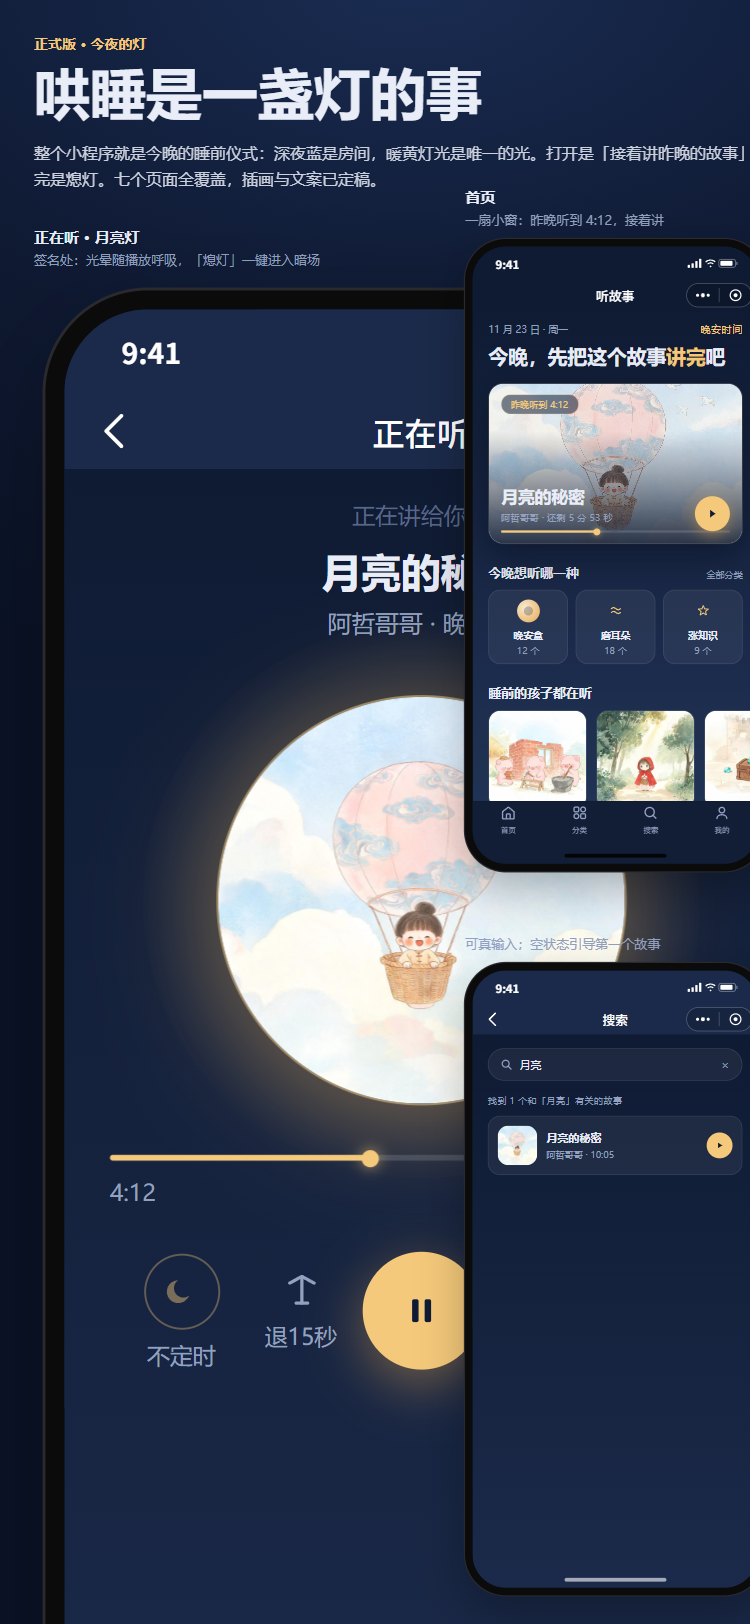 正式版 • 今夜的灯
哄睡是一盏灯的事
整个小程序就是今晚的睡前仪式：深夜蓝是房间，暖黄灯光是唯一的光。打开是「接着讲昨晚的故事」
完是熄灯。七个页面全覆盖，插画与文案已定稿。
正在听 • 月亮灯
签名处：光晕随播放呼吸，「熄灯」一键进入暗场
9:41
正在听
正在讲给你
月亮的秘
阿哲哥哥 · 晚
4:12
不定时
退15秒
首页
一扇小窗：昨晚听到 4:12，接着讲
9:41
听故事
11 月 23 日 · 周一
晚安时间
今晚，先把这个故事讲完吧
昨晚听到 4:12
月亮的秘密
阿哲哥哥 · 还剩 5 分 53 秒
今晚想听哪一种
全部分类
晚安盒
12 个
磨耳朵
18 个
涨知识
9 个
睡前的孩子都在听
首页
分类
搜索
我的
可真输入；空状态引导第一个故事
9:41
搜索
月亮
×
找到 1 个和「月亮」有关的故事
月亮的秘密
阿哲哥哥 · 10:05